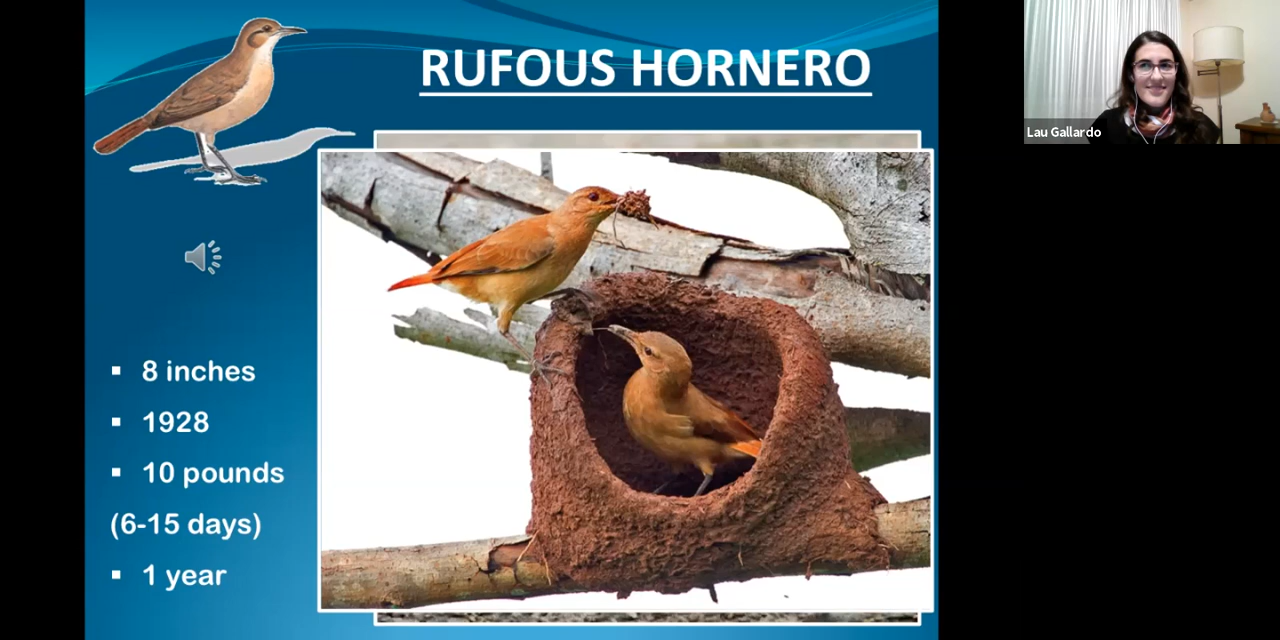 RUFOUS HORNERO
Lau Gallardo
▪ 8 inches
▪ 1928
▪ 10 pounds
(6-15 days)
▪ 1 year